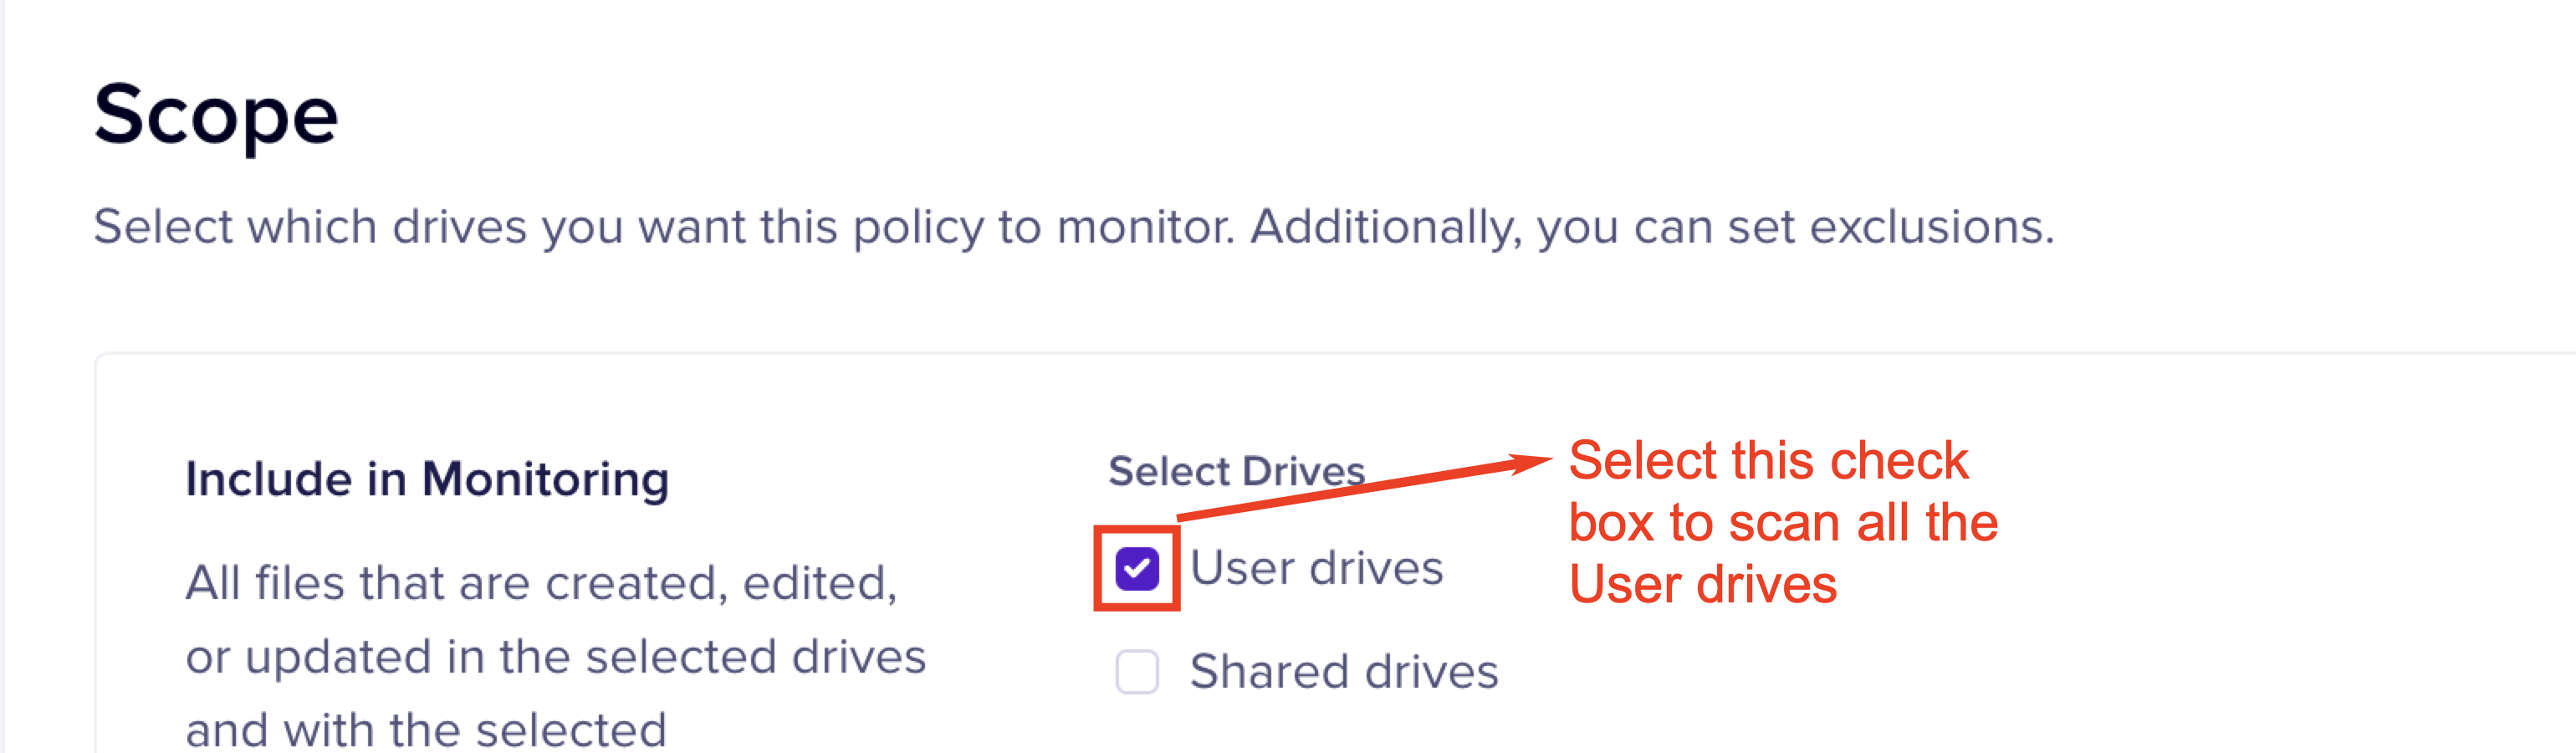 Scope
Select which drives you want this policy to monitor. Additionally, you can set exclusions.
Include in Monitoring
All files that are created, edited,
or updated in the selected drives
and with the selected
Select Drives
User drives
Shared drives
Select this check
box to scan all the
User drives